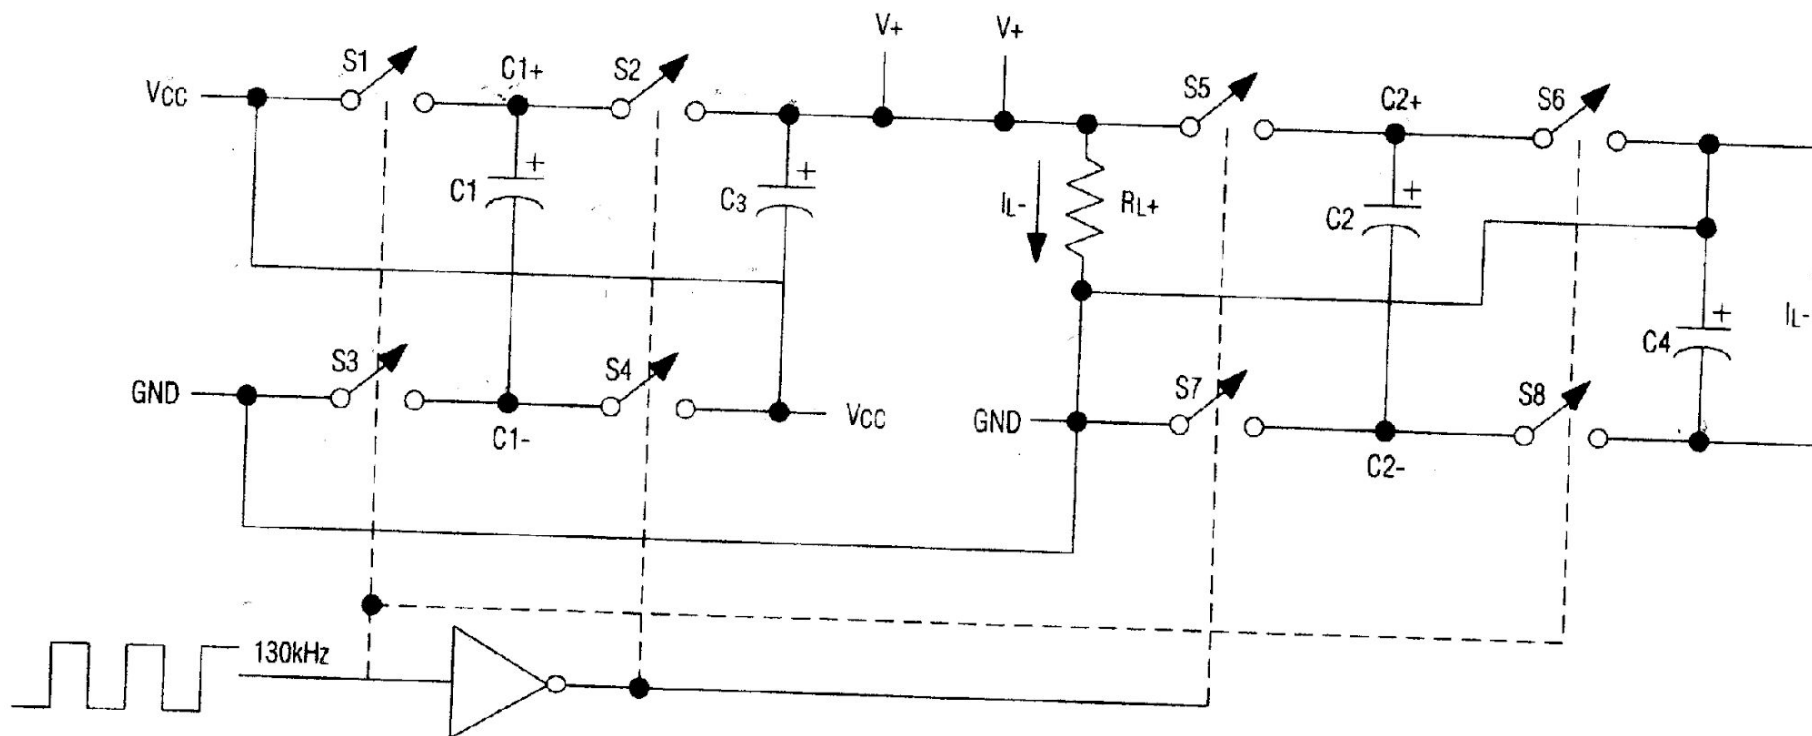 V+
V+
S1
C1+
S2
S5
C2+
S6
VCC
+
C1
+
C3
IL-
RL+
+
C2
+
C4
IL-
S3
S4
S7
S8
GND
C1-
VCC
GND
C2-
130kHz